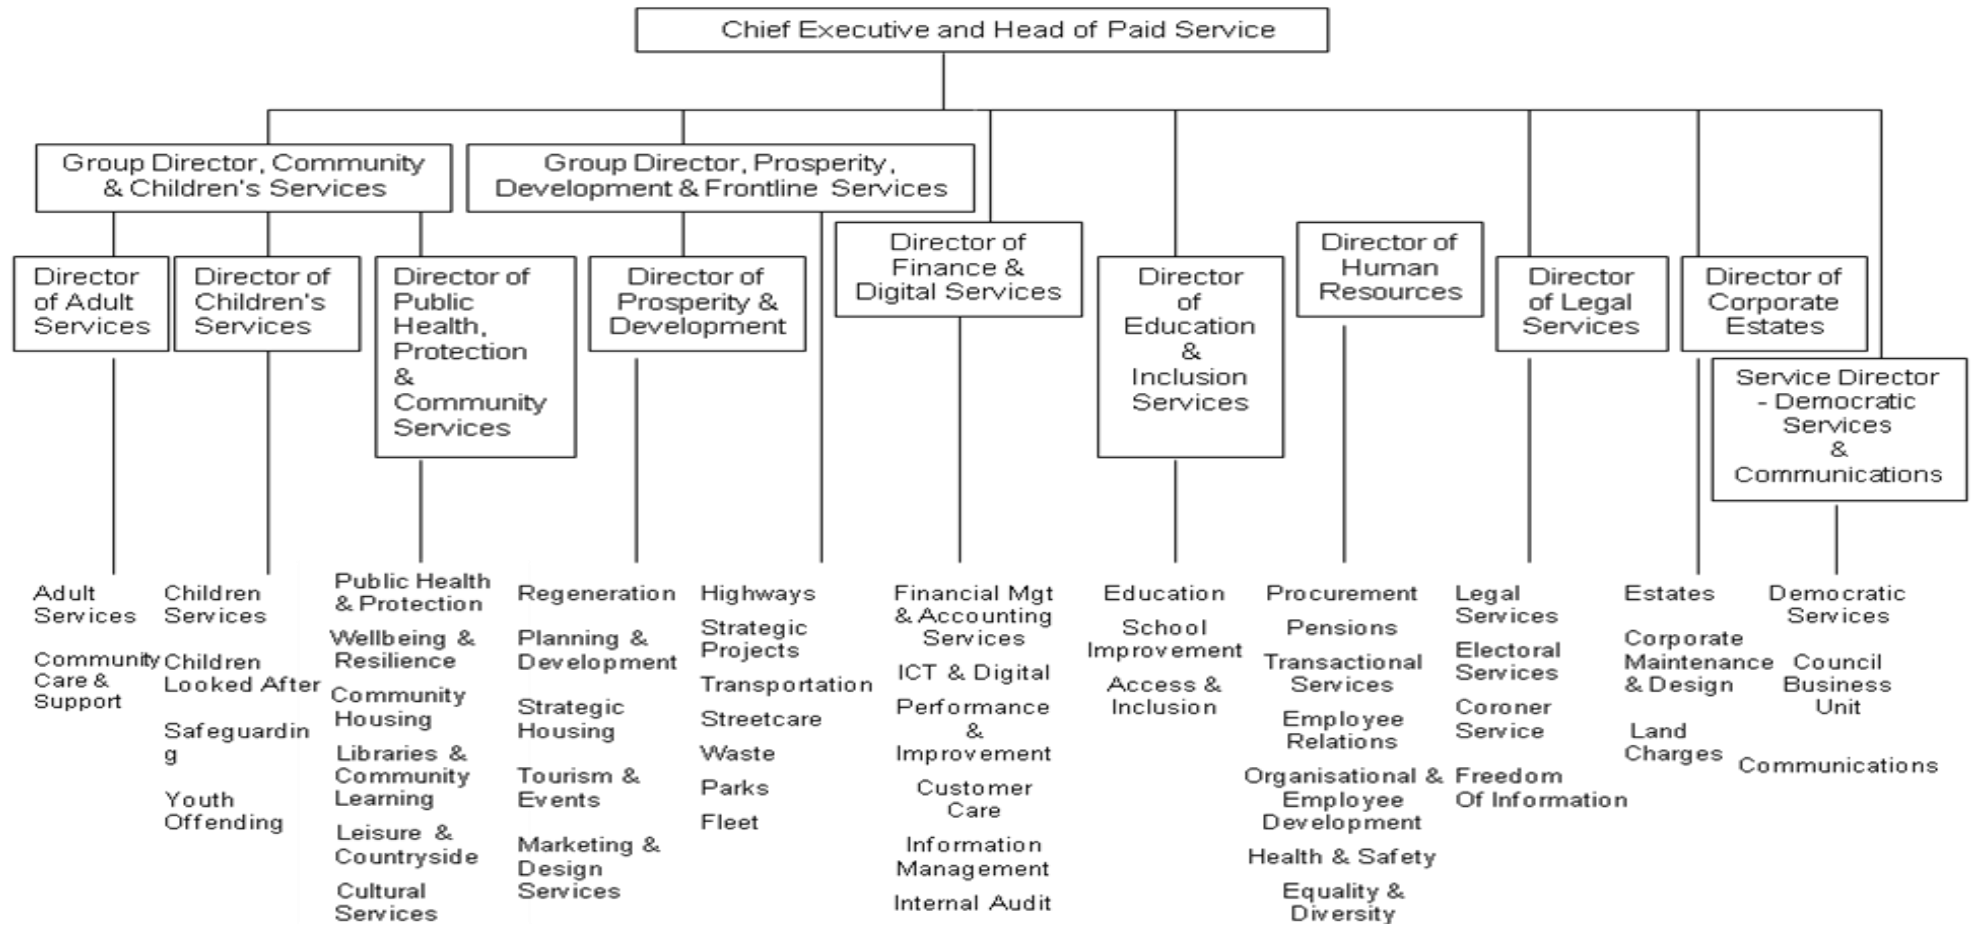 Chief Executive and Head of Paid Service
Group Director, Community
& Children's Services
Group Director, Prosperity,
Development & Frontline Services
Director
of Adult
Services
Director of
Children's
Services
Director of
Public
Health,
Protection
&
Community
Services
Director of
Prosperity &
Development
Director of
Finance &
Digital Services
Director
of
Education
&
Inclusion
Services
Director of
Human
Resources
Director
of Legal
Services
Director of
Corporate
Estates
Service Director
- Democratic
Services
&
Communications
Adult
Services
Community
Care &
Support
Children
Services
Children
Looked After
Safeguardin
g
Youth
Offending
Public Health
& Protection
Wellbeing &
Resilience
Community
Housing
Libraries &
Community
Learning
Leisure &
Countryside
Cultural
Services
Regeneration
Planning &
Development
Strategic
Housing
Tourism &
Events
Marketing &
Design
Services
Highways
Strategic
Projects
Transportation
Streetcare
Waste
Parks
Fleet
Financial Mgt
& Accounting
Services
ICT & Digital
Performance
&
Improvement
Customer
Care
Information
Management
Internal Audit
Education
School
Improvement
Access &
Inclusion
Procurement
Pensions
Transactional
Services
Employee
Relations
Organisational &
Employee
Development
Health & Safety
Equality &
Diversity
Legal
Services
Electoral
Services
Coroner
Service
Freedom
Of Information
Estates
Corporate
Maintenance
& Design
Land
Charges
Democratic
Services
Council
Business
Unit
Communications